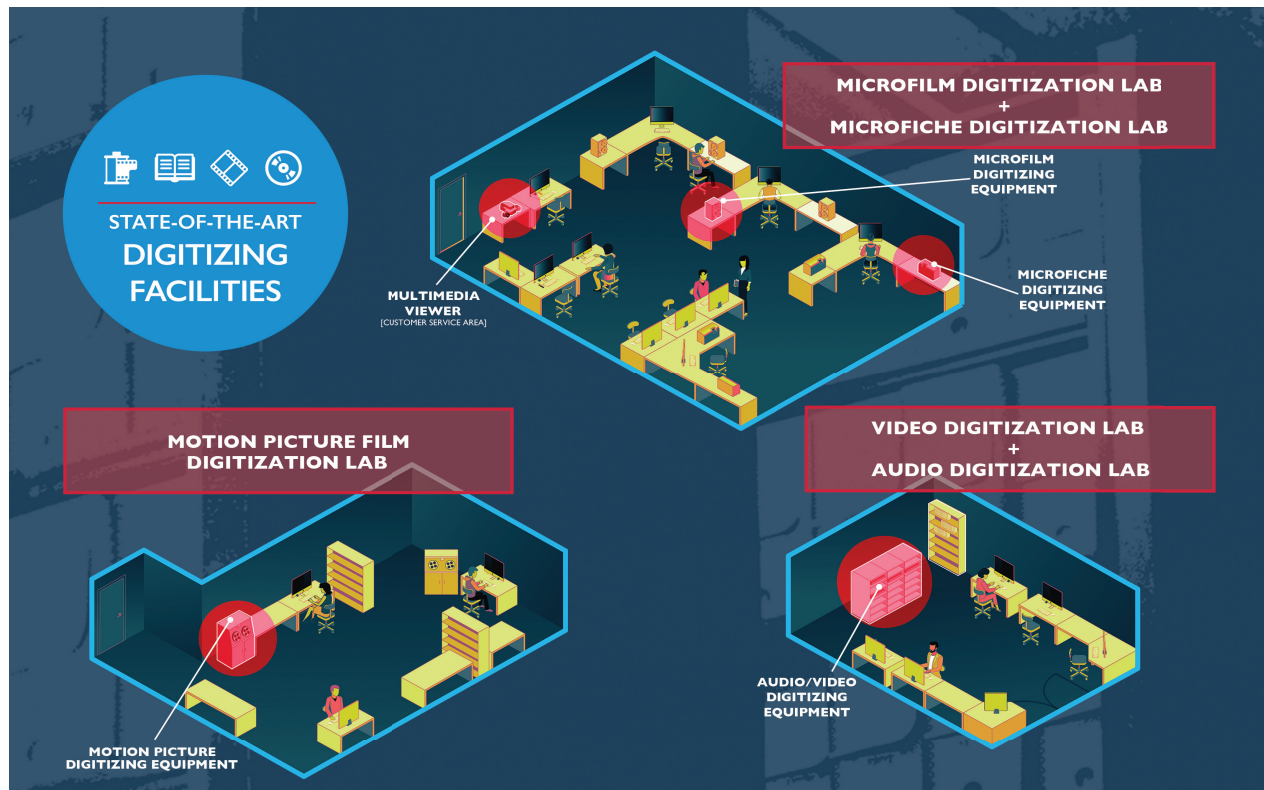 STATE-OF-THE-ART
DIGITIZING
FACILITIES
MICROFILM DIGITIZATION LAB
+
MICROFICHE DIGITIZATION LAB
MICROFILM
DIGITIZING
EQUIPMENT
MICROFICHE
DIGITIZING
EQUIPMENT
MULTIMEDIA
VIEWER
[CUSTOMER SERVICE AREA]
MOTION PICTURE FILM
DIGITIZATION LAB
MOTION PICTURE
DIGITIZING EQUIPMENT
VIDEO DIGITIZATION LAB
+
AUDIO DIGITIZATION LAB
AUDIO/VIDEO
DIGITIZING
EQUIPMENT